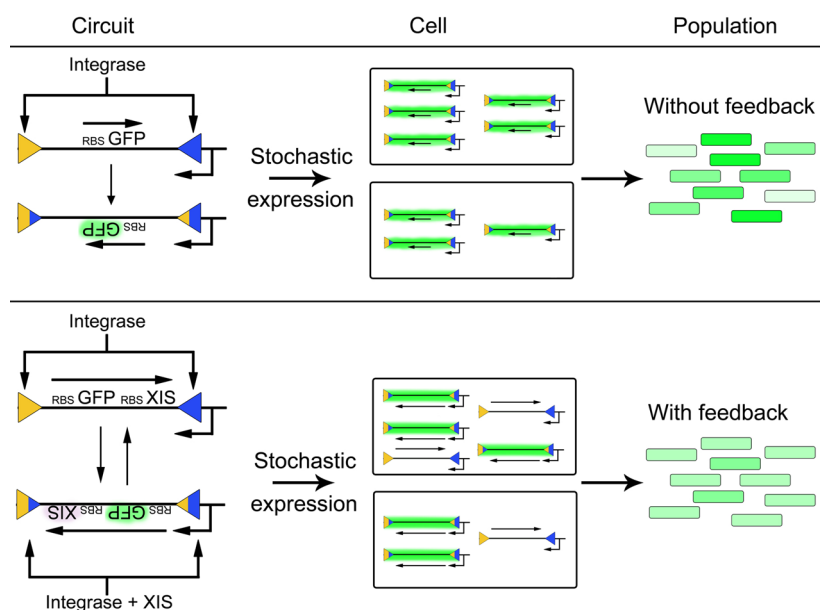 Circuit Cell Population
Integrase
RBS GFP
RBS GFP
Stochastic
expression
Without feedback
Integrase
RBS GFP RBS XIS
XIS RBS GFP RBS
Stochastic
expression
With feedback
Integrase + XIS